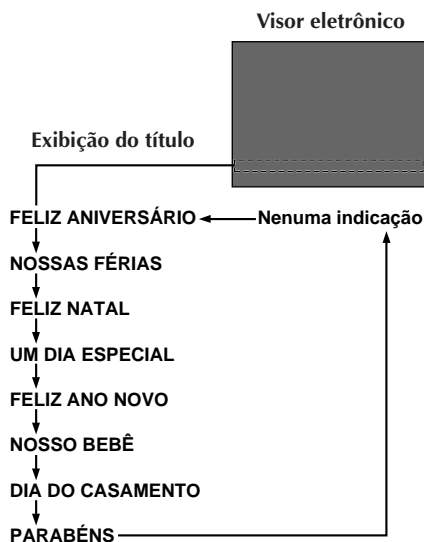 Visor eletrônico
Exibição do título
FELIZ ANIVERSÁRIO
Nenuma indicação
NOSSAS FÉRIAS
FELIZ NATAL
UM DIA ESPECIAL
FELIZ ANO NOVO
NOSSO BEBÊ
DIA DO CASAMENTO
PARABÉNS